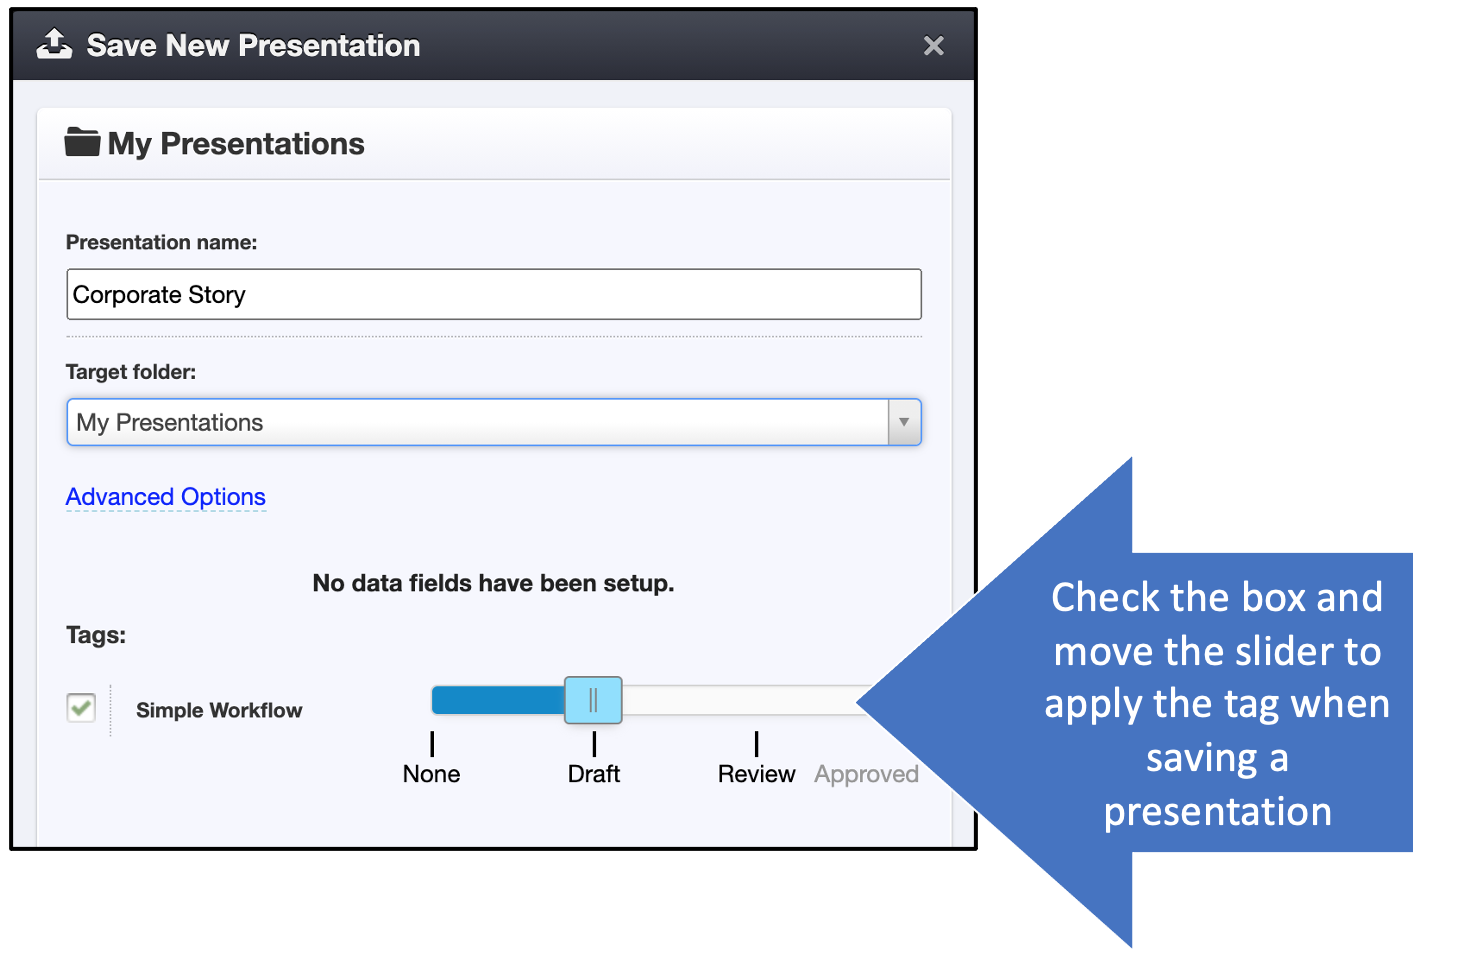 Save New Presentation
My Presentations
Presentation name:
Corporate Story
Target folder:
My Presentations
Advanced Options
No data fields have been setup.
Tags:
Simple Workflow
None Draft Review Approved
Check the box and
move the slider to
apply the tag when
saving a
presentation